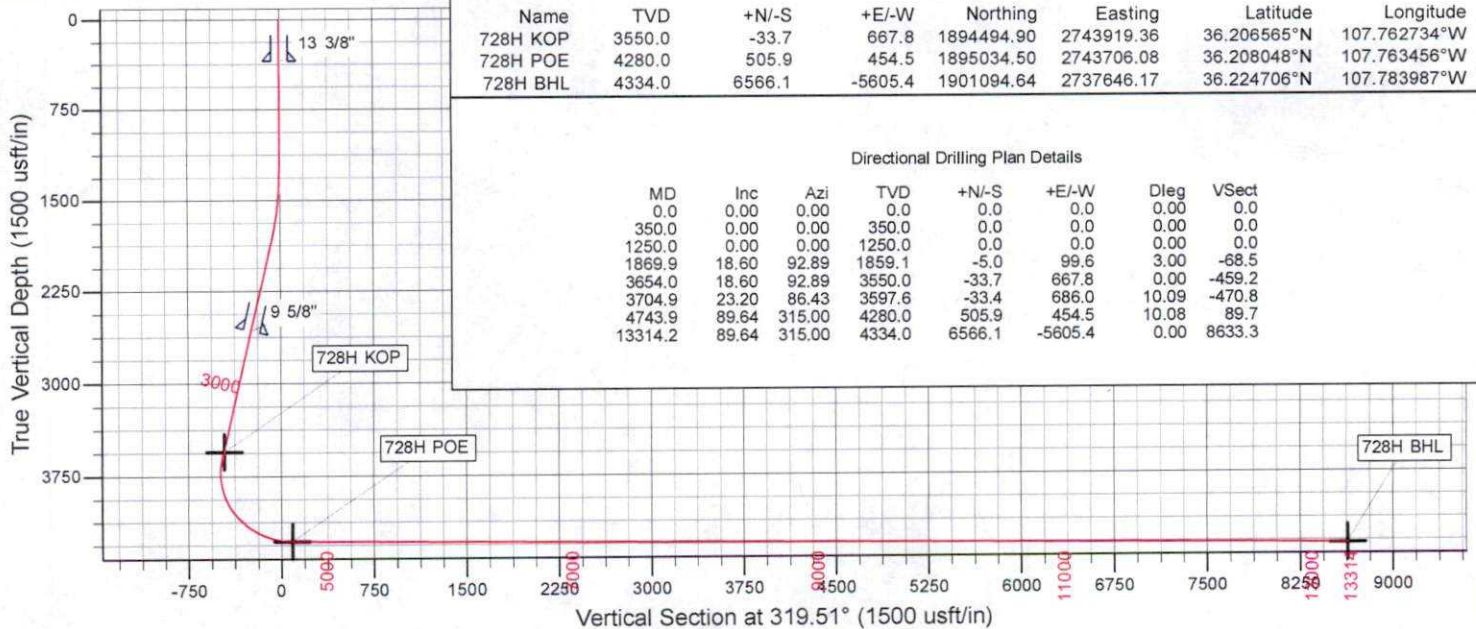 Name TVD +N/-S +E/-W Northing Easting Latitude Longitude
728H KOP 3550.0 -33.7 667.8 1894494.90 2743919.36 36.206565°N 107.762734°W
728H POE 4280.0 505.9 454.5 1895034.50 2743706.08 36.208048°N 107.763456°W
728H BHL 4334.0 6566.1 -5605.4 1901094.64 2737646.17 36.224706°N 107.783987°W
Directional Drilling Plan Details
MD Inc Azi TVD +N/-S +E/-W Dleg VSect
0.0 0.00 0.00 0.0 0.0 0.0 0.00 0.0
350.0 0.00 0.00 350.0 0.0 0.0 0.00 0.0
1250.0 0.00 0.00 1250.0 0.0 0.0 0.00 0.0
1869.9 18.60 92.89 1859.1 -5.0 99.6 3.00 -68.5
3654.0 18.60 92.89 3550.0 -33.7 667.8 0.00 -459.2
3704.9 23.20 86.43 3597.6 -33.4 686.0 10.09 -470.8
4743.9 89.64 315.00 4280.0 505.9 454.5 10.08 89.7
13314.2 89.64 315.00 4334.0 6566.1 -5605.4 0.00 8633.3
True Vertical Depth (1500 usft/in)
0
750
1500
2250
3000
3750
13 3/8"
9 5/8"
3000
728H KOP
728H POE
728H BHL
5000
9000
11000
13314
-750 0 750 1500 2250 3000 3750 4500 5250 6000 6750 7500 8250 9000
Vertical Section at 319.51° (1500 usft/in)